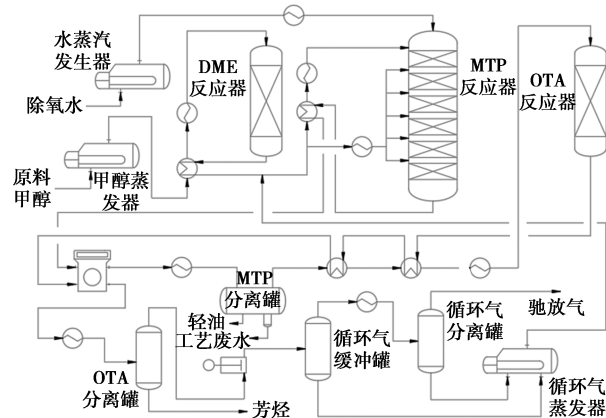 水蒸汽
发生器
除氧水
原料
甲醇
甲醇蒸
发器
DME
反应器
MTP
反应器
OTA
反应器
MTP
分离罐
轻油
工艺废水
OTA
分离罐
芳烃
循环气
缓冲罐
循环气
分离罐
驰放气
循环气
蒸发器